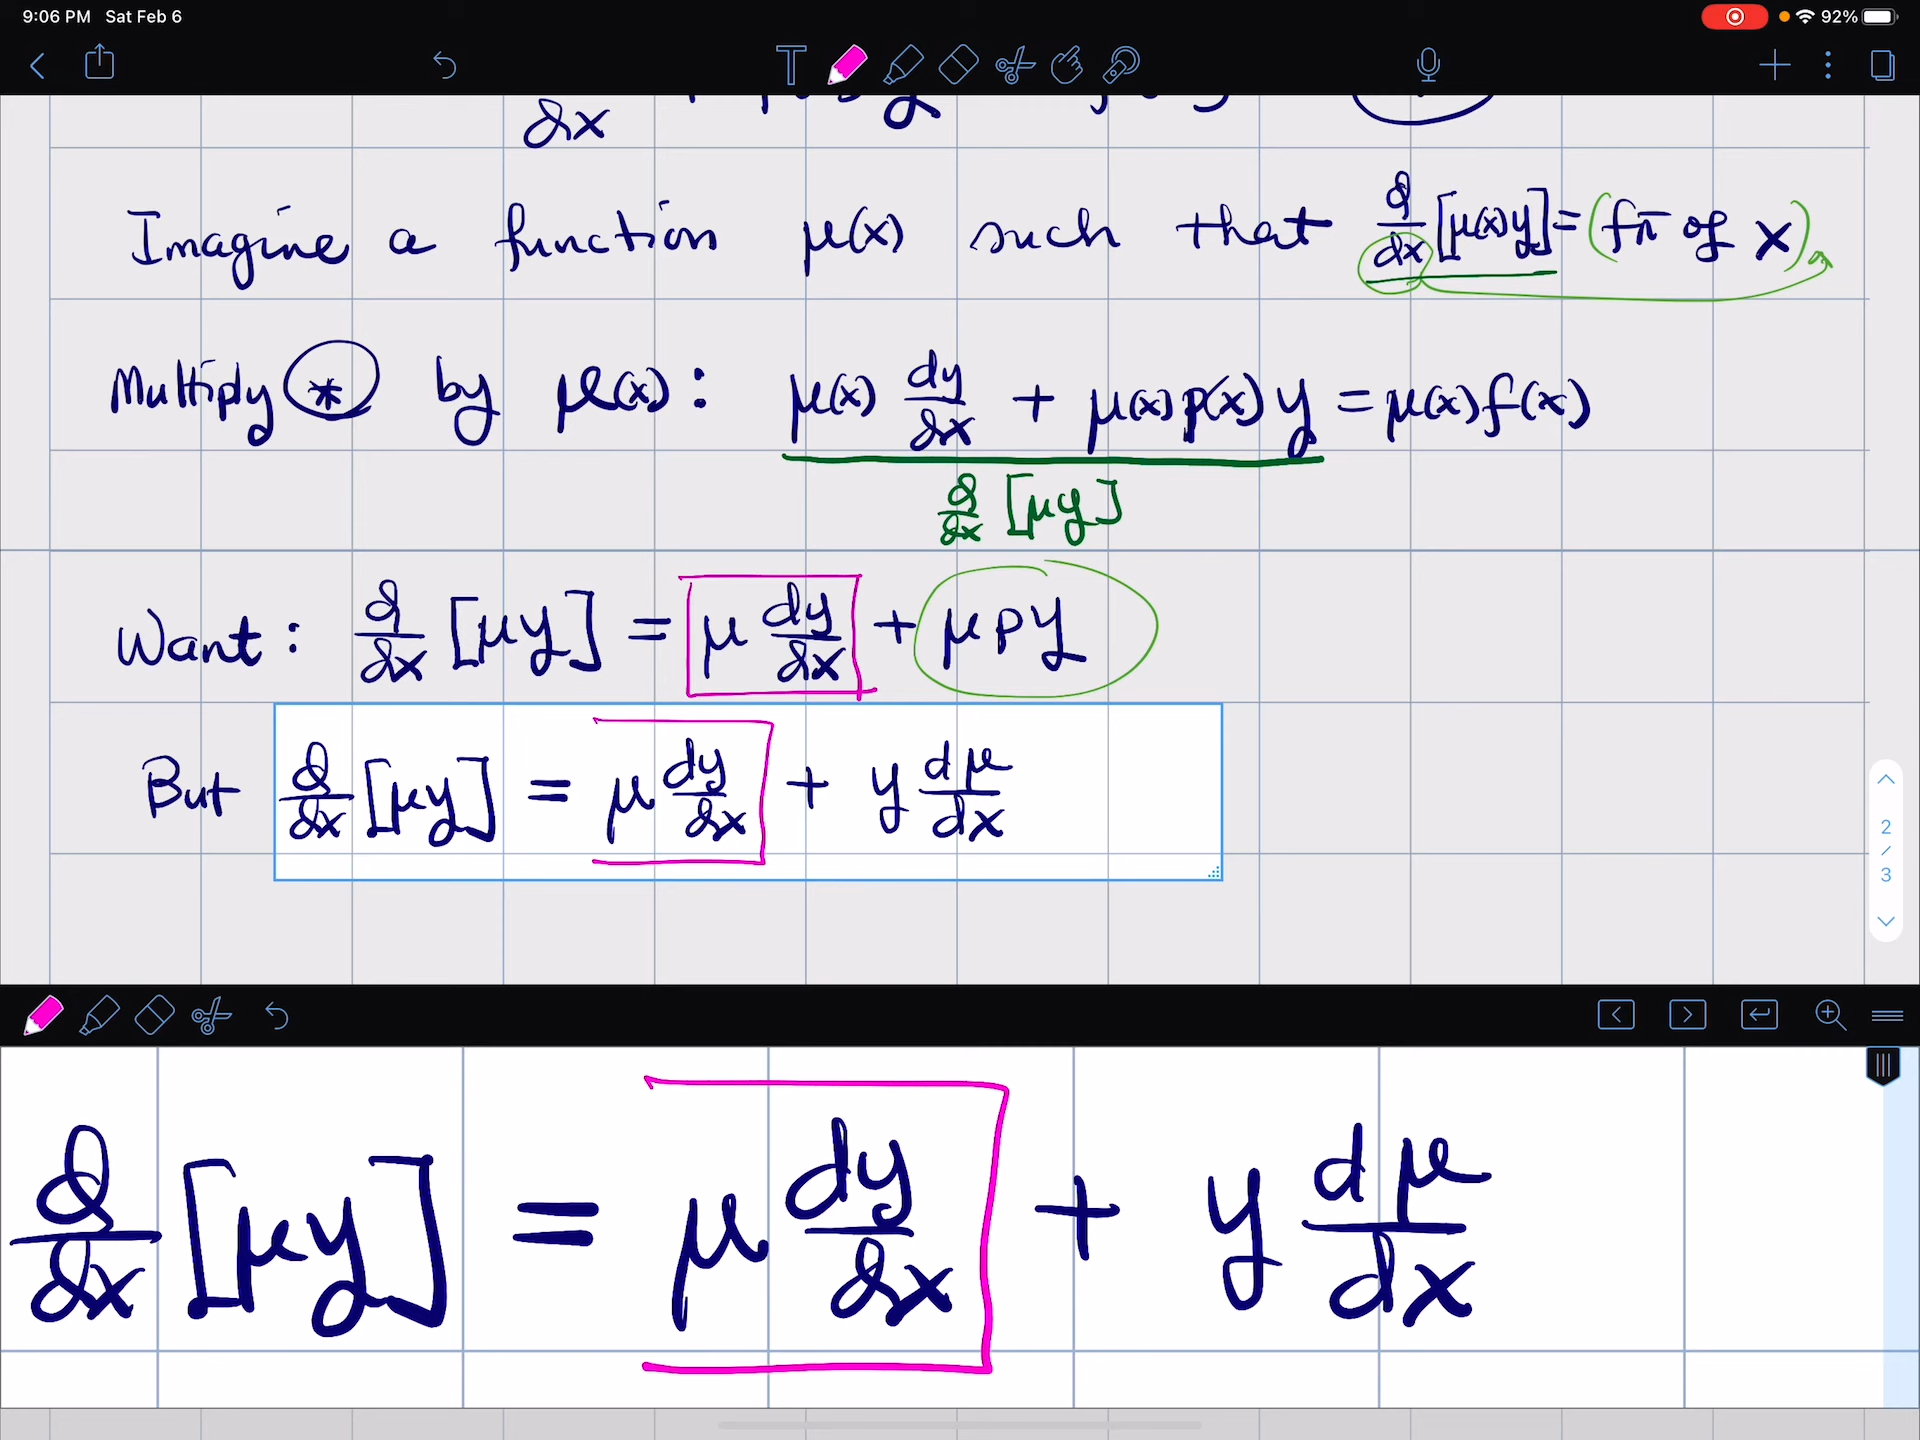 9:06 PM Sat Feb 6
92%
dx
Imagine a function μ(x) such that d/dx [μ(x)y] = (fn of x)
Multiply * by μ(x): μ(x) dy/dx + μ(x)p(x)y = μ(x)f(x)
d/dx [μy]
Want: d/dx [μy] = μ dy/dx + μpy
But d/dx [μy] = μ dy/dx + y dμ/dx
2
/
3
d/dx [μy] = μ dy/dx + y dμ/dx